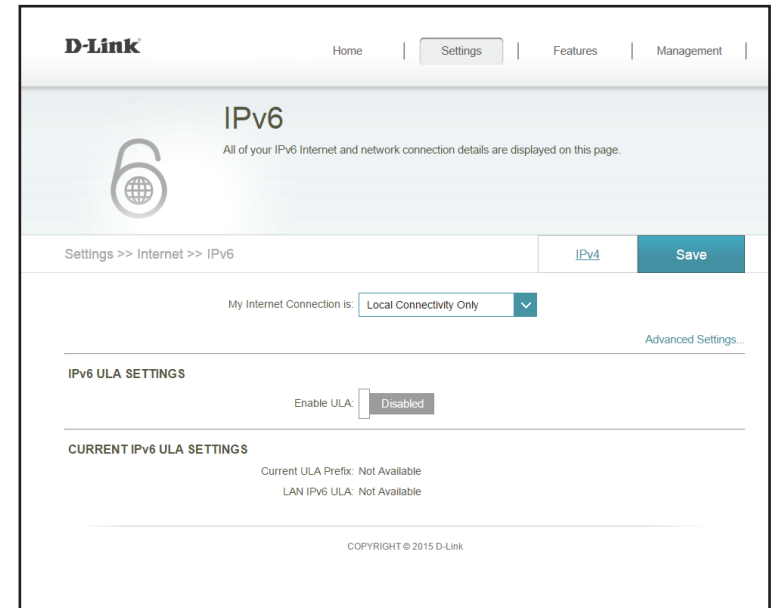 D-Link
Home | Settings | Features | Management |
IPv6
All of your IPv6 Internet and network connection details are displayed on this page.
Settings >> Internet >> IPv6
IPv4
Save
My Internet Connection is: Local Connectivity Only
Advanced Settings...
IPv6 ULA SETTINGS
Enable ULA: Disabled
CURRENT IPv6 ULA SETTINGS
Current ULA Prefix: Not Available
LAN IPv6 ULA: Not Available
COPYRIGHT © 2015 D-Link